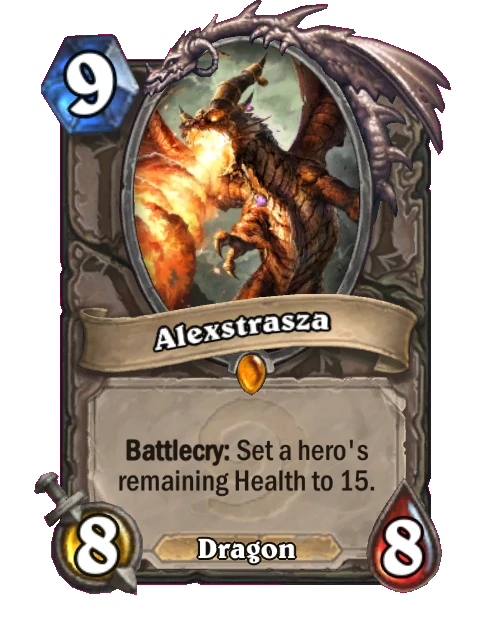 9
Alexstrasza
Battlecry: Set a hero's
remaining Health to 15.
8
Dragon
8